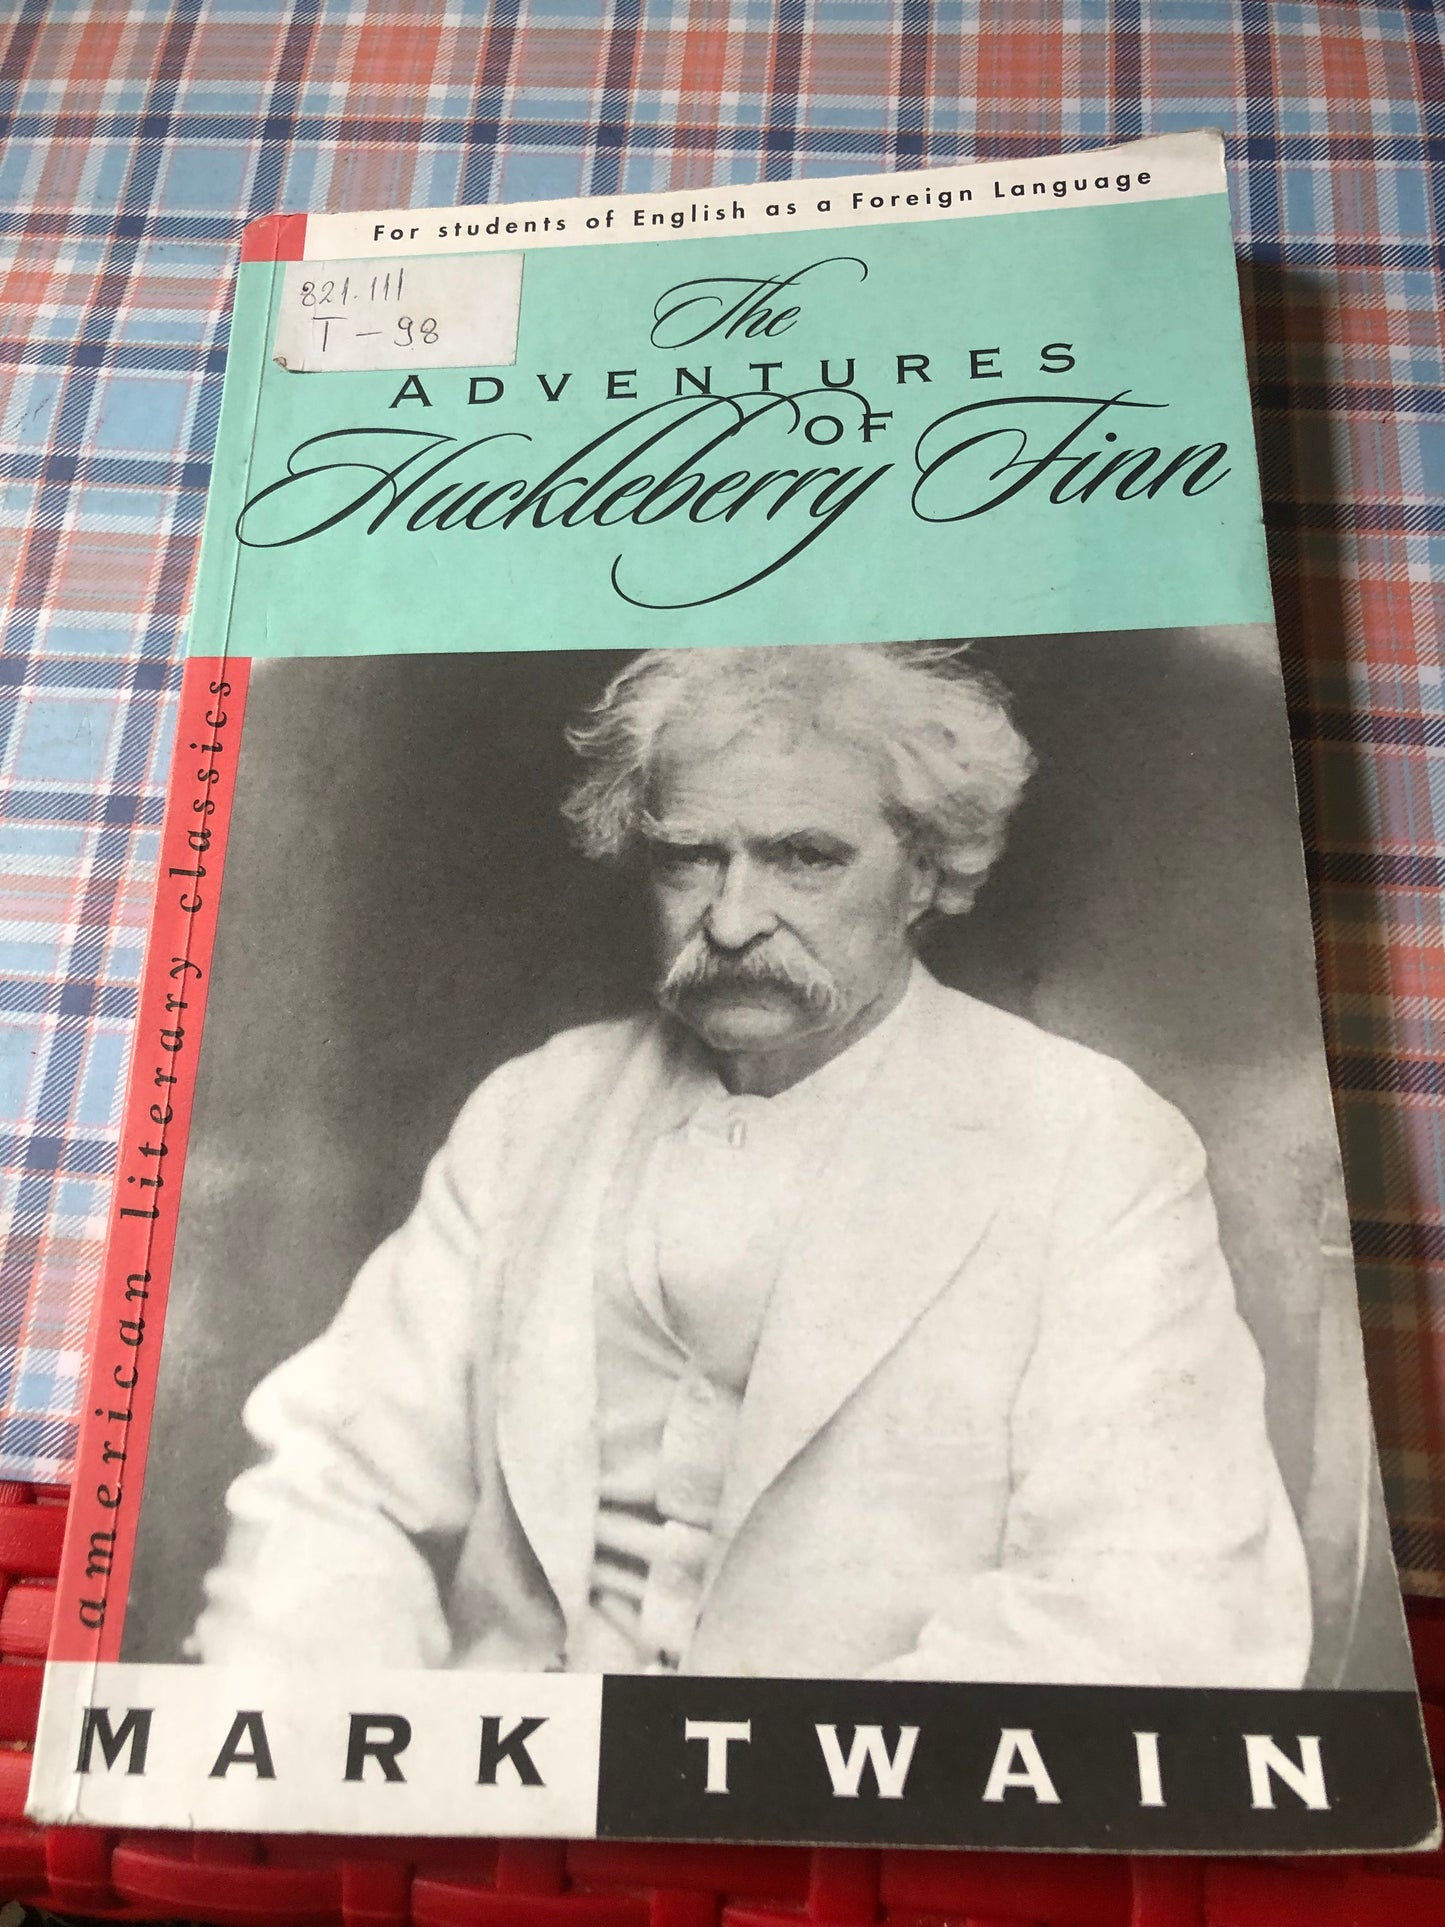 For students of English as a Foreign Language
821.111
T - 98
The
ADVENTURES
OF
Huckleberry Finn
american literary classics
MARK TWAIN